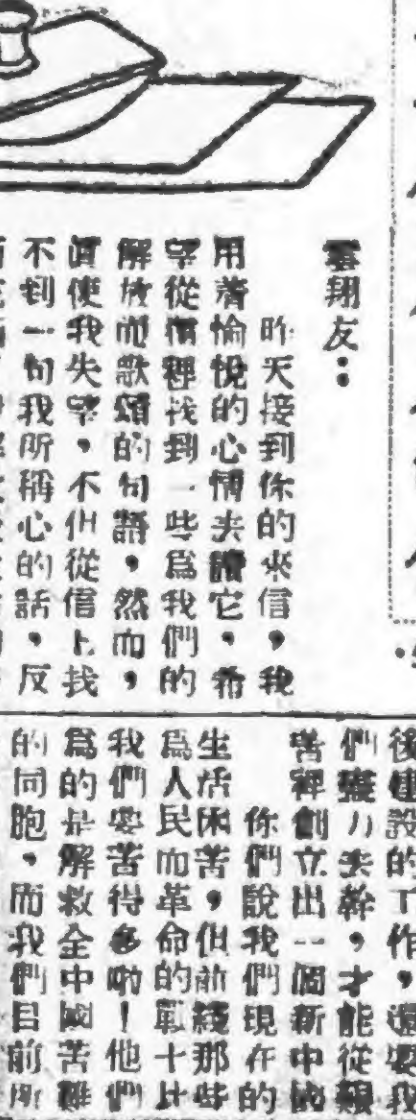 雲翔友：
昨天接到你的來信，我
用着愉悅的心情去讀它，希
望從信裡找到一些爲我們的
解放而歌頌的句語，然而，
眞使我失望，不但從信上找
不到一句我所稱心的話，反
後建設的工作，還要我
們盡力去幹，才能從艱
苦裡創立出一個新中國
你們說我們現在的
生活困苦，但前綫那些
爲人民而革命的戰士比
我們要苦得多啲！他們
爲的是解救全中國苦難
的同胞，而我們目前所